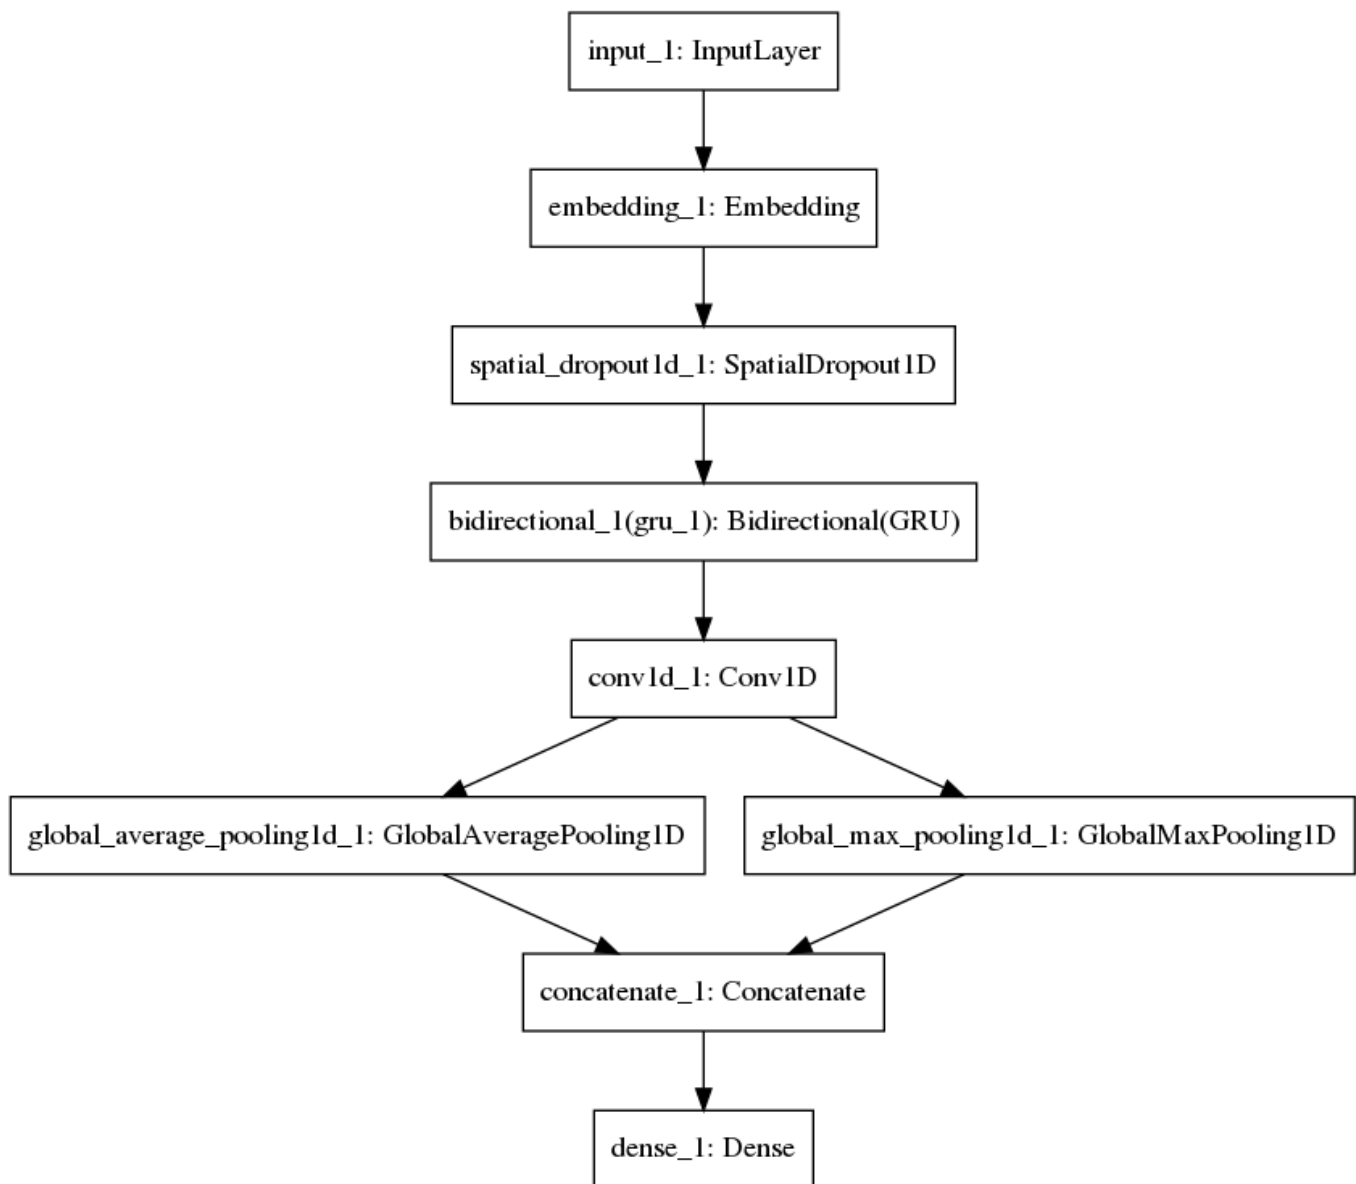 input_1: InputLayer
embedding_1: Embedding
spatial_dropout1d_1: SpatialDropout1D
bidirectional_1(gru_1): Bidirectional(GRU)
conv1d_1: Conv1D
global_average_pooling1d_1: GlobalAveragePooling1D
global_max_pooling1d_1: GlobalMaxPooling1D
concatenate_1: Concatenate
dense_1: Dense